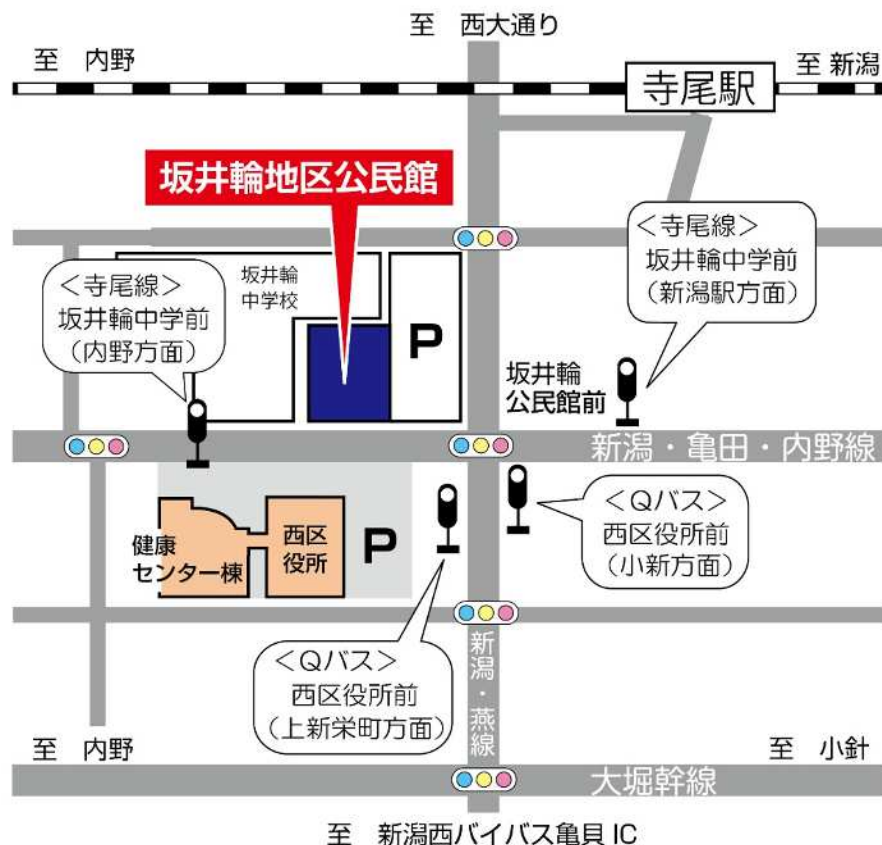 至 西大通り
至 内野
至 新潟
寺尾駅
坂井輪地区公民館
<寺尾線>
坂井輪中学前
(新潟駅方面)
坂井輪
中学校
<寺尾線>
坂井輪中学前
(内野方面)
P
坂井輪
公民館前
新潟・亀田・内野線
<Qバス>
西区役所前
(小新方面)
健康
センター棟
西区
役所
P
<Qバス>
西区役所前
(上新栄町方面)
新潟・燕線
至 内野
至 小針
大堀幹線
至 新潟西バイバス亀貝IC